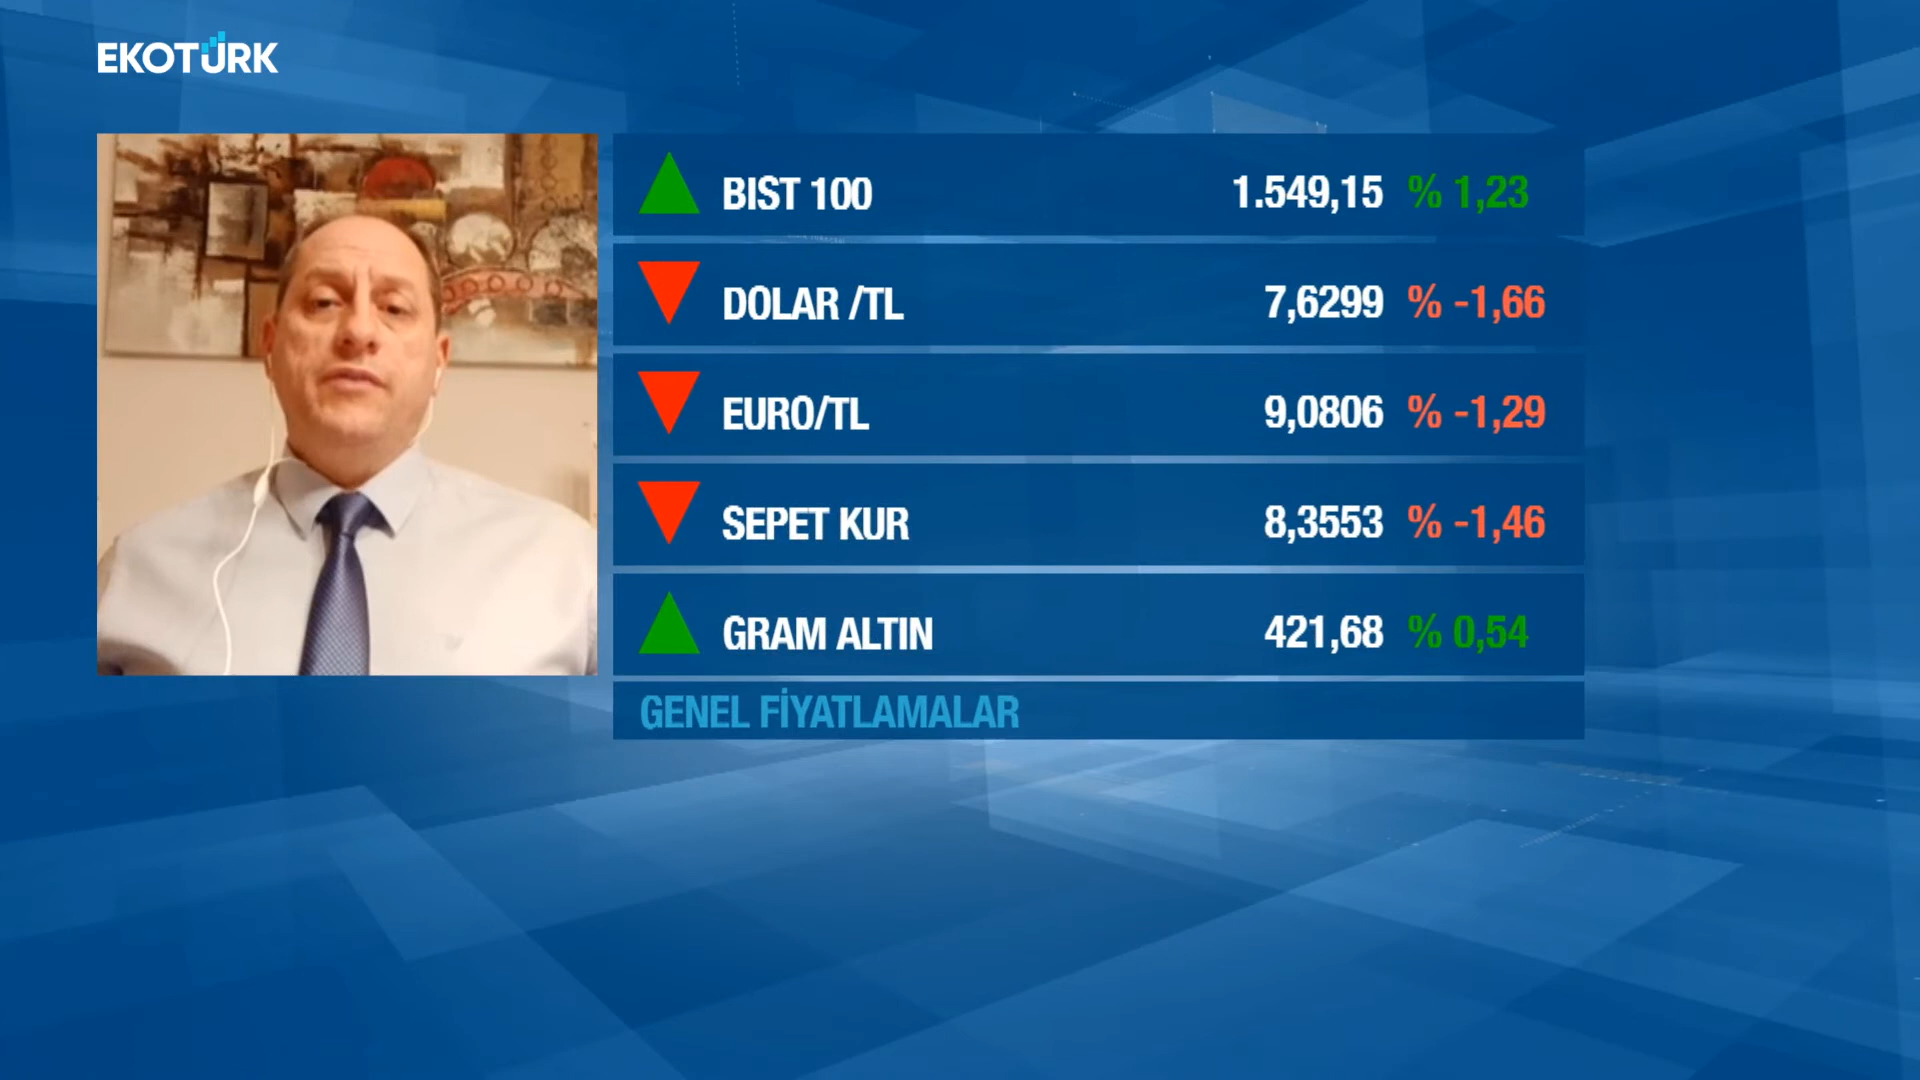 EKOTÜRK
BIST 100 1.549,15 % 1,23
DOLAR /TL 7,6299 % -1,66
EURO/TL 9,0806 % -1,29
SEPET KUR 8,3553 % -1,46
GRAM ALTIN 421,68 % 0,54
GENEL FİYATLAMALAR